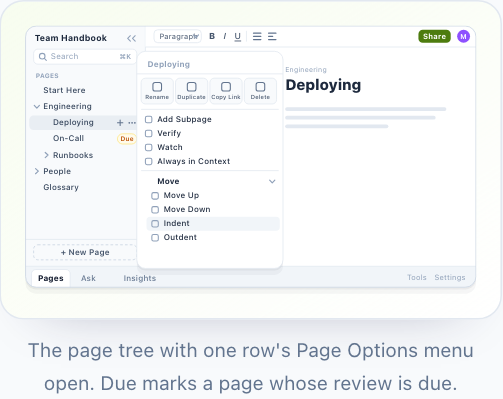 Team Handbook
Search ⌘K
PAGES
Start Here
Engineering
Deploying
On-Call Due
Runbooks
People
Glossary
+ New Page
Paragraph B I U
Share M
Deploying
Rename Duplicate Copy Link Delete
Add Subpage
Verify
Watch
Always in Context
Move
Move Up
Move Down
Indent
Outdent
Engineering
Deploying
Pages Ask Insights
Tools Settings
The page tree with one row's Page Options menu
open. Due marks a page whose review is due.